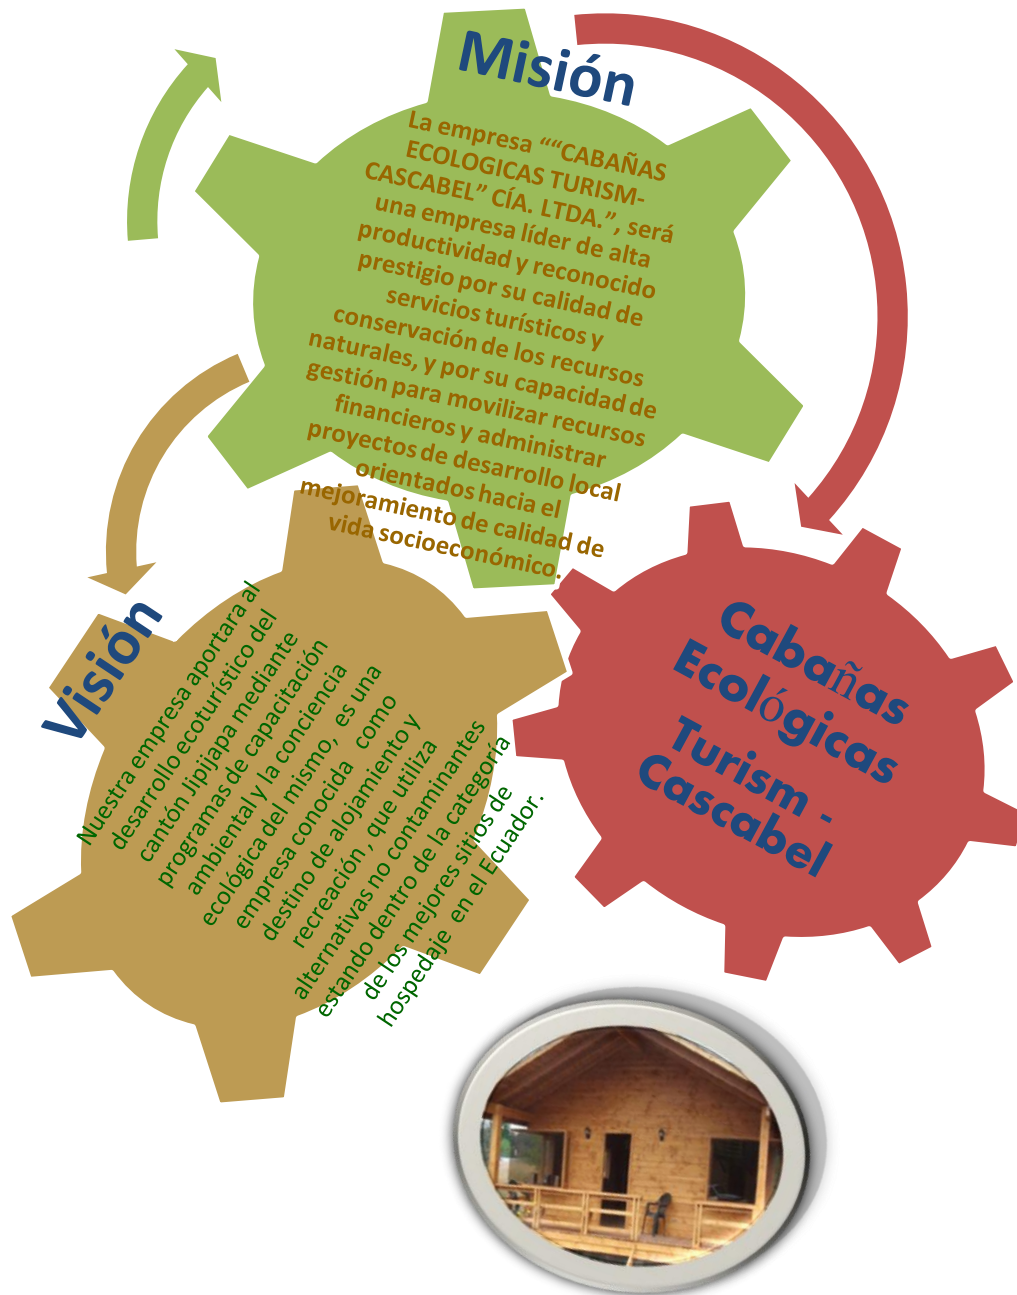 Misión
La empresa ““CABAÑAS
ECOLOGICAS TURISM-
CASCABEL” CÍA. LTDA.”, será
una empresa líder de alta
productividad y reconocido
prestigio por su calidad de
servicios turísticos y
conservación de los recursos
naturales, y por su capacidad de
gestión para movilizar recursos
financieros y administrar
proyectos de desarrollo local
orientados hacia el
mejoramiento de calidad de
vida socioeconómico.
Visión
Nuestra empresa aportara al
desarrollo ecoturístico del
cantón Jipijapa mediante
programas de capacitación
ambiental y la conciencia
ecológica del mismo, es una
empresa conocida como
destino de alojamiento y
recreación, que utiliza
alternativas no contaminantes
estando dentro de la categoría
de los mejores sitios de
hospedaje en el Ecuador.
Cabañas
Ecológicas
Turism -
Cascabel